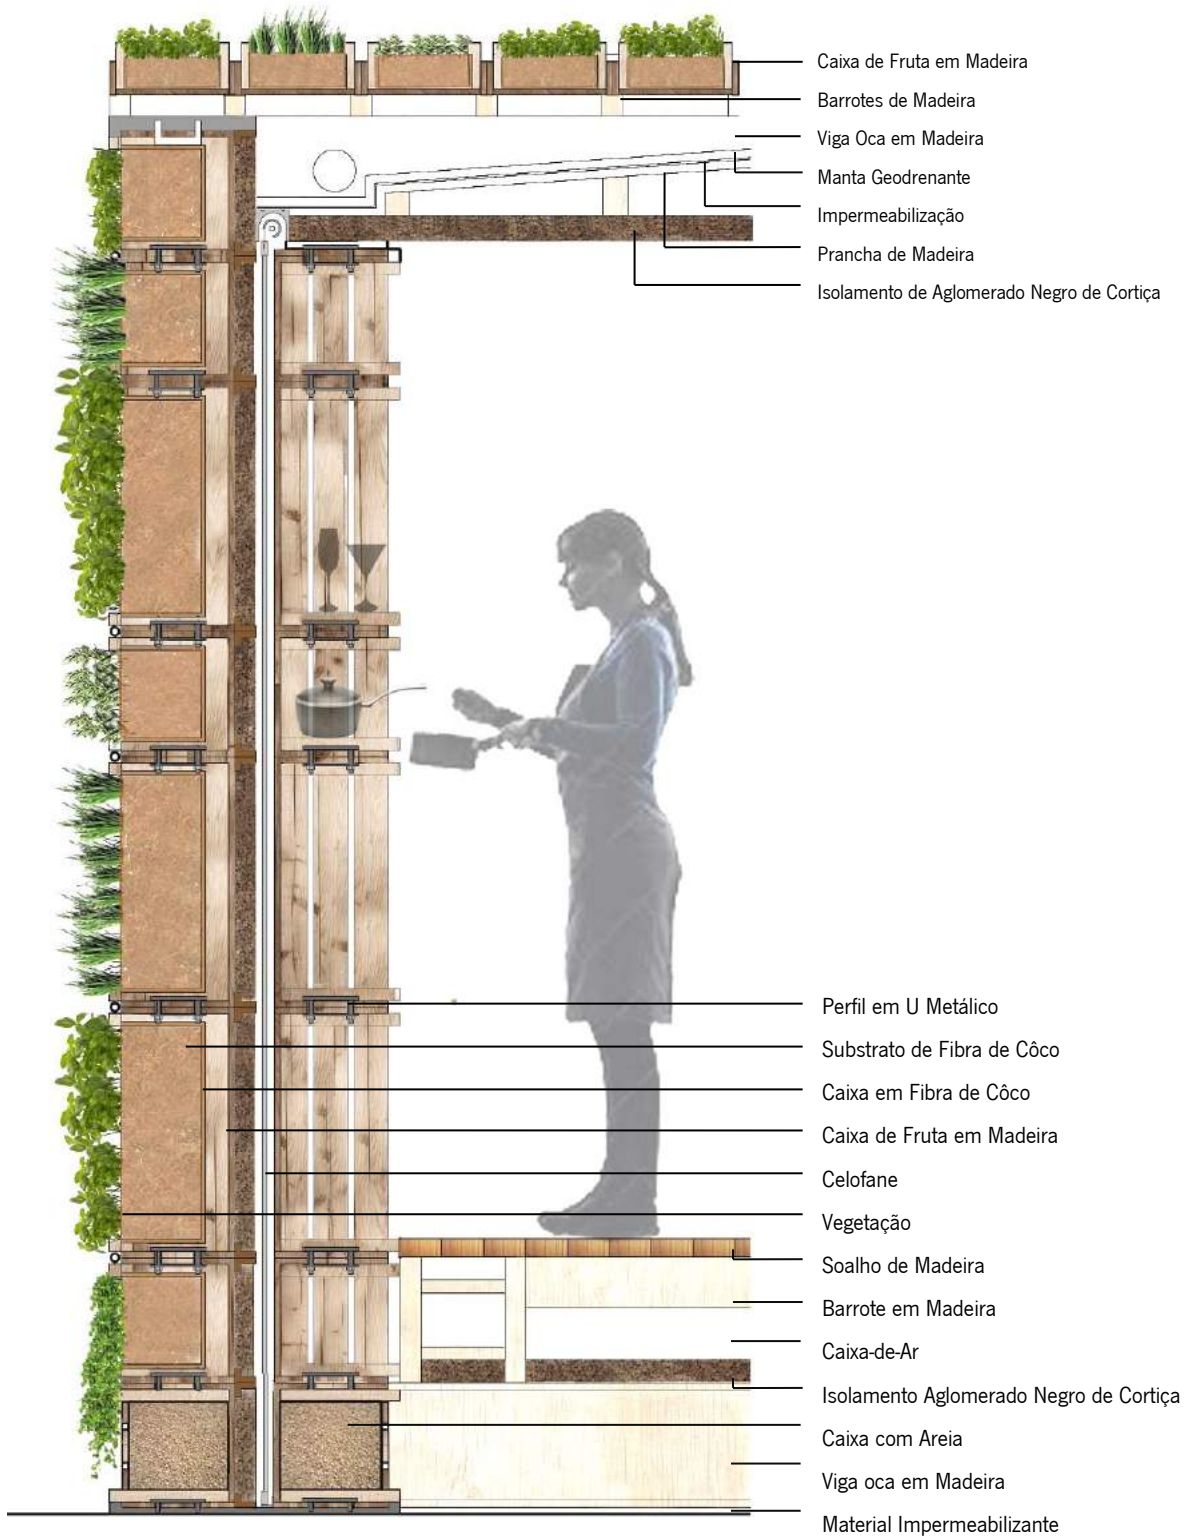 Caixa de Fruta em Madeira
Barrotes de Madeira
Viga Oca em Madeira
Manta Geodrenante
Impermeabilização
Prancha de Madeira
Isolamento de Aglomerado Negro de Cortiça
Perfil em U Metálico
Substrato de Fibra de Côco
Caixa em Fibra de Côco
Caixa de Fruta em Madeira
Celofane
Vegetação
Soalho de Madeira
Barrote em Madeira
Caixa-de-Ar
Isolamento Aglomerado Negro de Cortiça
Caixa com Areia
Viga oca em Madeira
Material Impermeabilizante